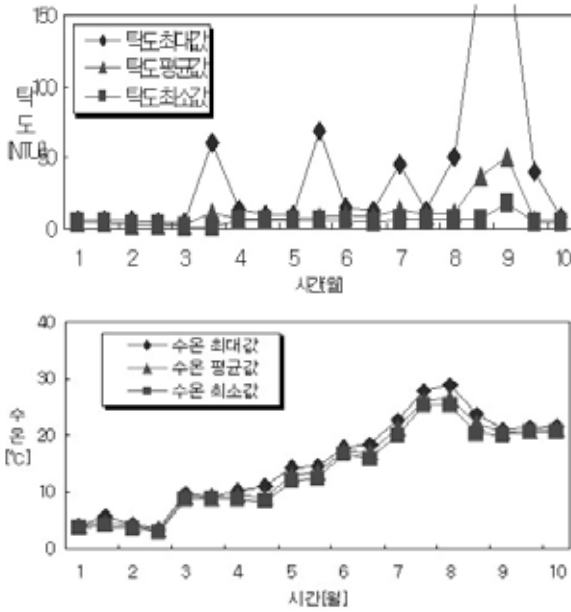 150
100
50
0
탁도최대값
탁도평균값
탁도최소값
탁
도
[NTU]
1 2 3 4 5 6 7 8 9 10
시간[월]
40
30
20
10
0
수온 최대값
수온 평균값
수온 최소값
수
온
[℃]
1 2 3 4 5 6 7 8 9 10
시간[월]